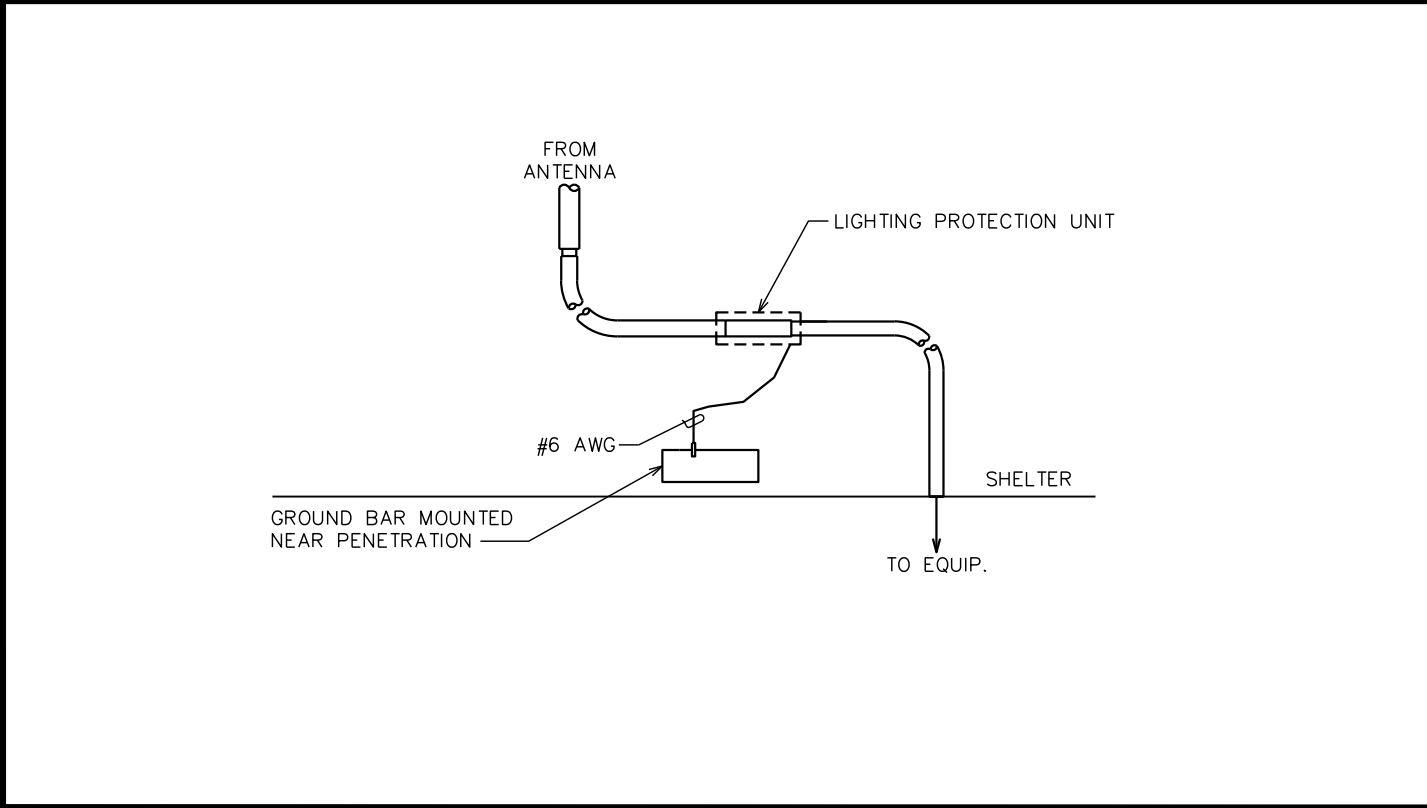 FROM
ANTENNA
LIGHTING PROTECTION UNIT
#6 AWG
SHELTER
GROUND BAR MOUNTED
NEAR PENETRATION
TO EQUIP.